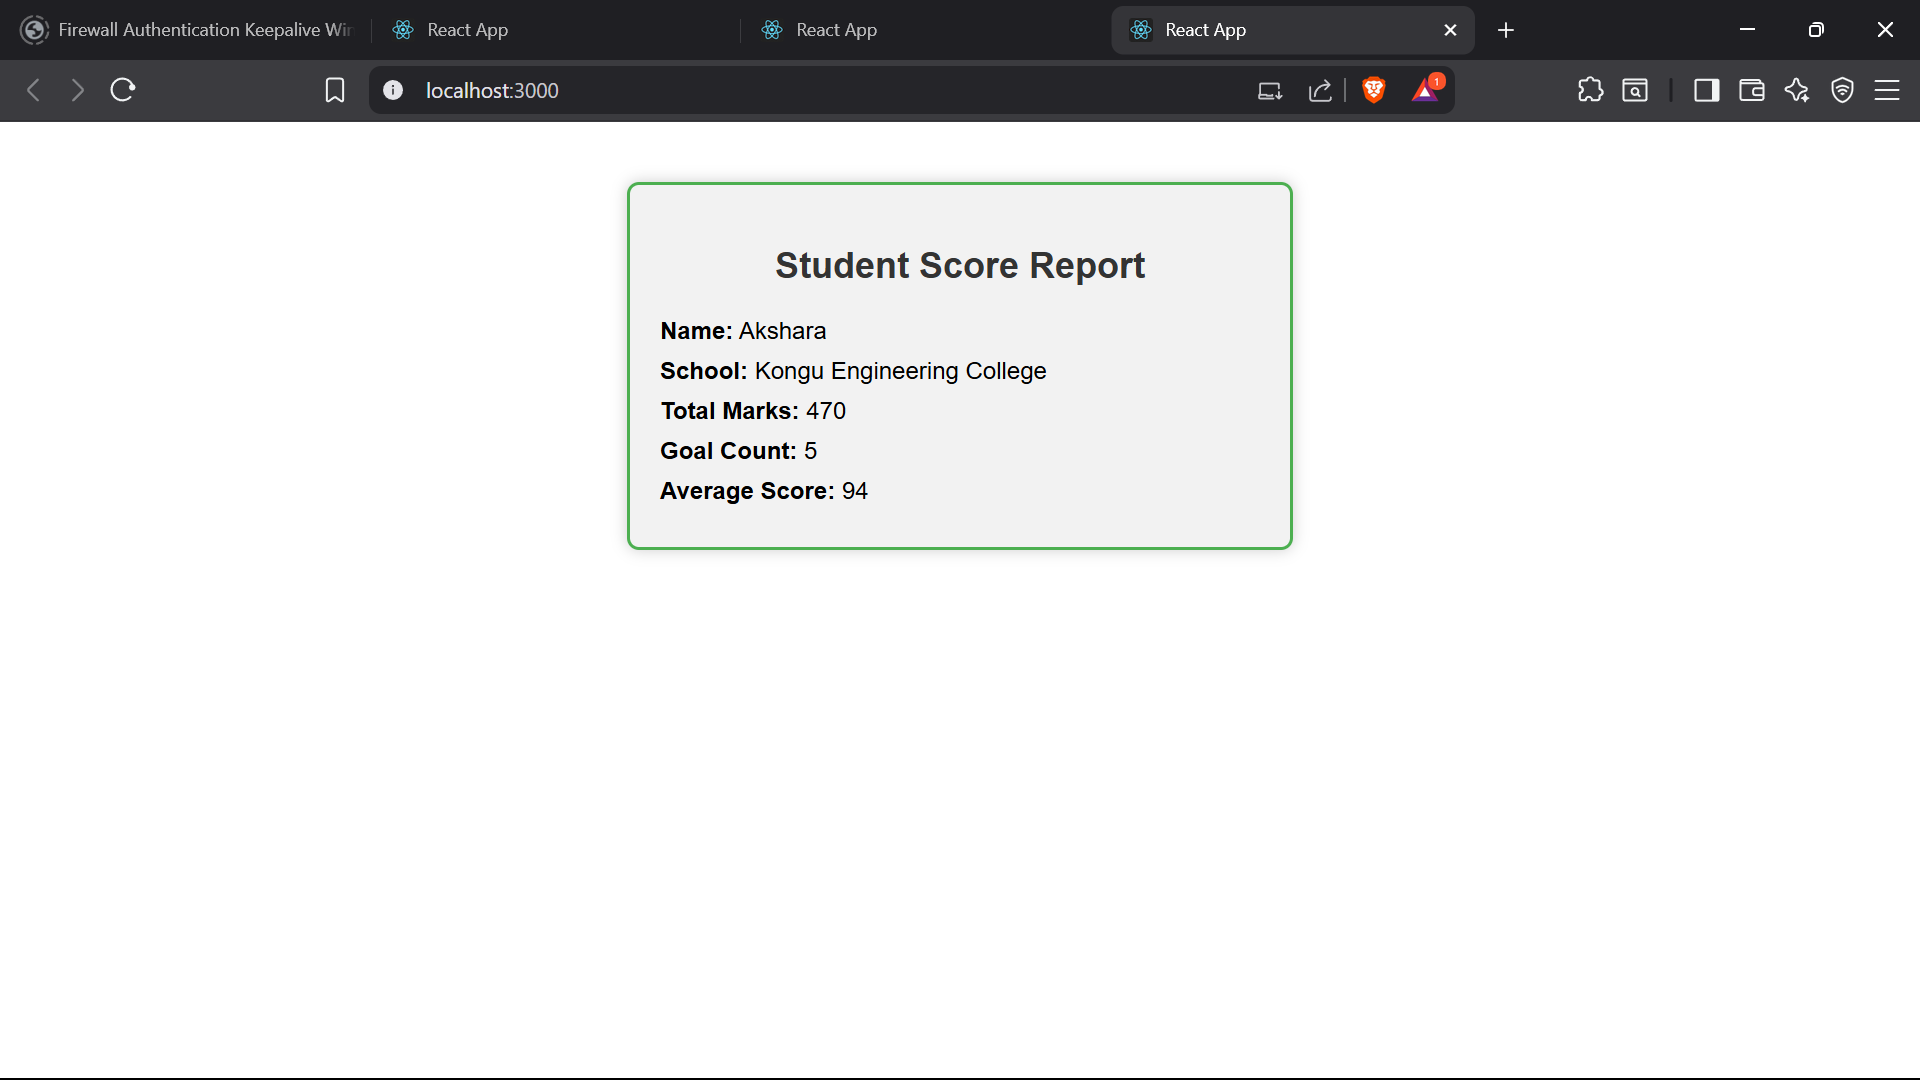 Firewall Authentication Keepalive
React App
React App
React App
localhost:3000
1
Student Score Report
Name: Akshara
School: Kongu Engineering College
Total Marks: 470
Goal Count: 5
Average Score: 94